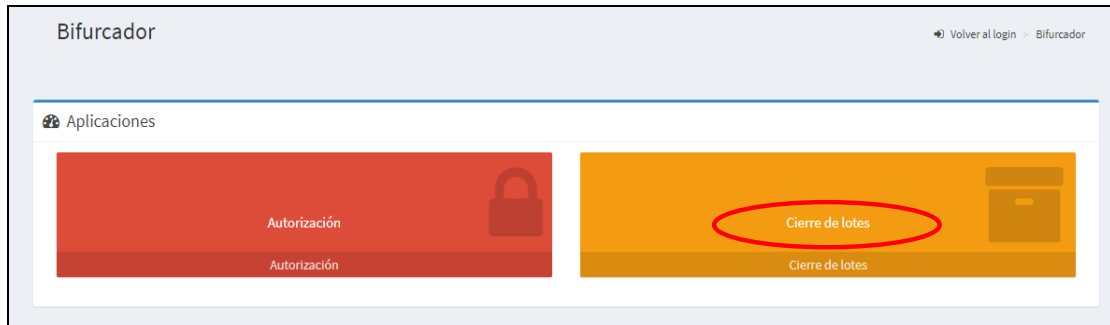 Bifurcador
Volver al login > Bifurcador
Aplicaciones
Autorización
Autorización
Cierre de lotes
Cierre de lotes